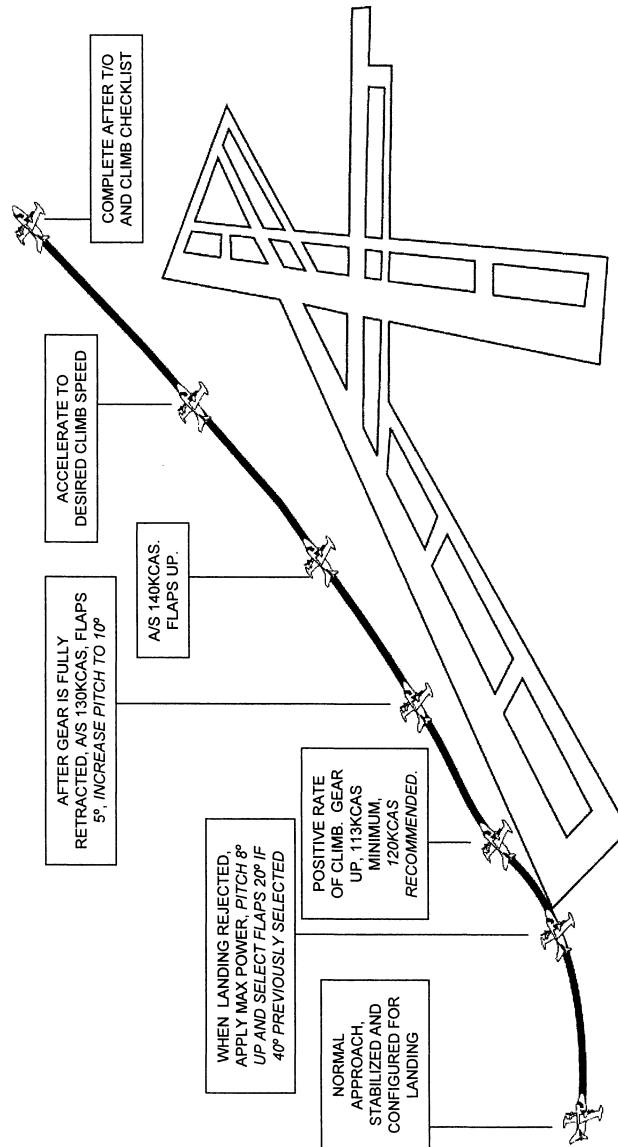 NORMAL
APPROACH,
STABILIZED AND
CONFIGURED FOR
LANDING
WHEN LANDING REJECTED,
APPLY MAX POWER, PITCH 8º
UP AND SELECT FLAPS 20º IF
40º PREVIOUSLY SELECTED
POSITIVE RATE
OF CLIMB. GEAR
UP, 113KCAS
MINIMUM,
120KCAS
RECOMMENDED.
AFTER GEAR IS FULLY
RETRACTED, A/S 130KCAS, FLAPS
5º, INCREASE PITCH TO 10º
A/S 140KCAS.
FLAPS UP.
ACCELERATE TO
DESIRED CLIMB SPEED
COMPLETE AFTER T/O
AND CLIMB CHECKLIST